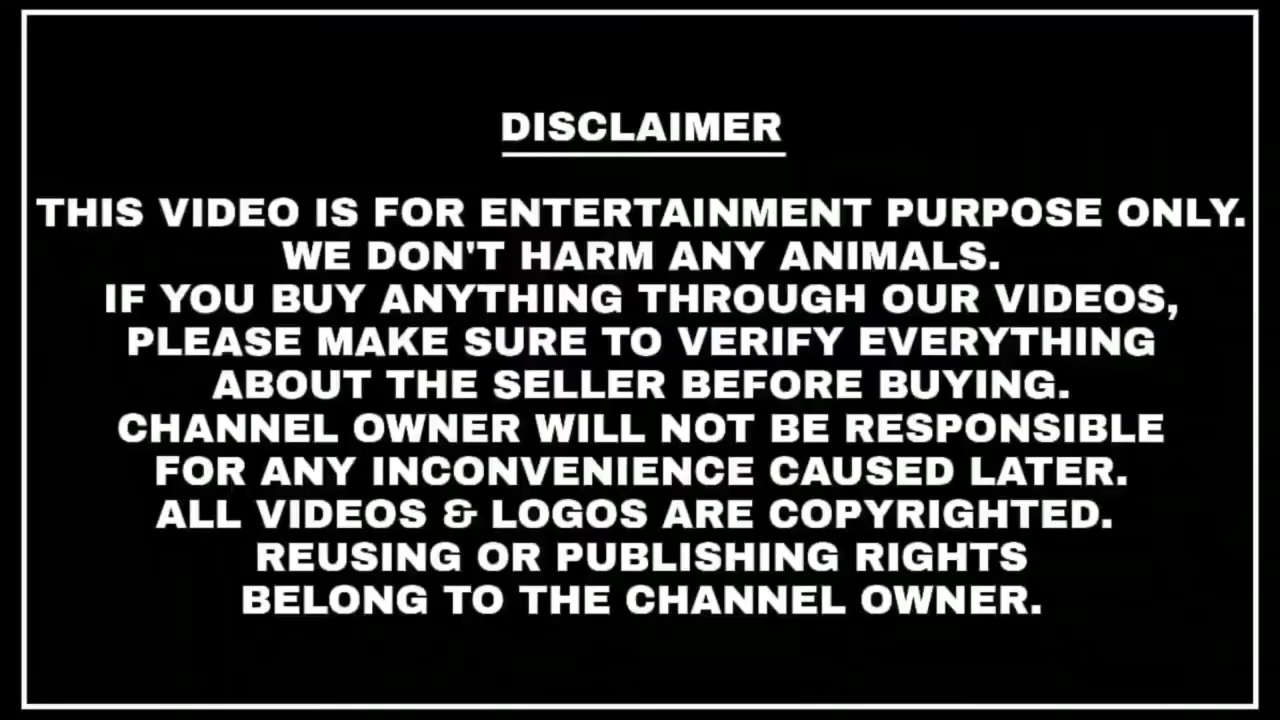 DISCLAIMER
THIS VIDEO IS FOR ENTERTAINMENT PURPOSE ONLY.
WE DON'T HARM ANY ANIMALS.
IF YOU BUY ANYTHING THROUGH OUR VIDEOS,
PLEASE MAKE SURE TO VERIFY EVERYTHING
ABOUT THE SELLER BEFORE BUYING.
CHANNEL OWNER WILL NOT BE RESPONSIBLE
FOR ANY INCONVENIENCE CAUSED LATER.
ALL VIDEOS & LOGOS ARE COPYRIGHTED.
REUSING OR PUBLISHING RIGHTS
BELONG TO THE CHANNEL OWNER.